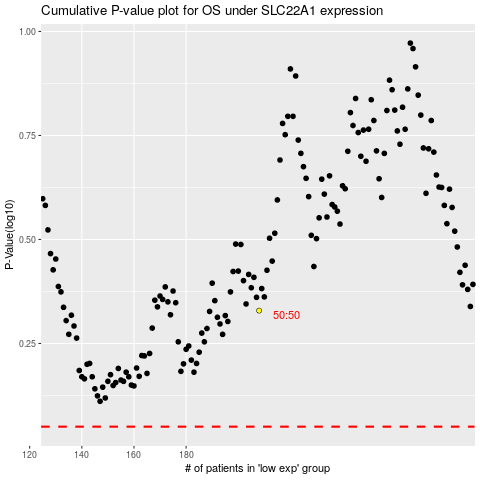 Cumulative P-value plot for OS under SLC22A1 expression
1.00
0.75
0.50
0.25
P-Value(log10)
50:50
120 140 160 180
# of patients in 'low exp' group